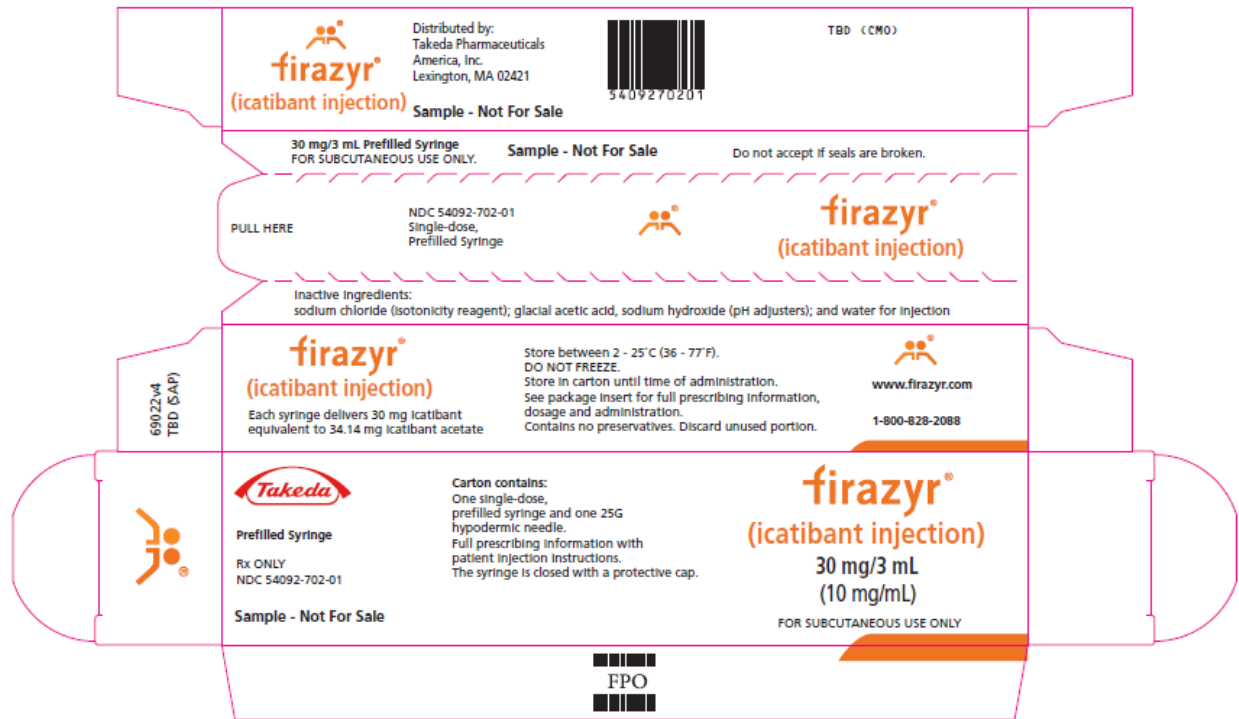 firazyr®
(icatibant injection)
Distributed by:
Takeda Pharmaceuticals
America, Inc.
Lexington, MA 02421
Sample - Not For Sale
5409270201
TBD (CMO)
30 mg/3 mL Prefilled Syringe
FOR SUBCUTANEOUS USE ONLY.
Sample - Not For Sale
Do not accept if seals are broken.
PULL HERE
NDC 54092-702-01
Single-dose,
Prefilled Syringe
®
firazyr®
(icatibant injection)
Inactive Ingredients:
sodium chloride (isotonicity reagent); glacial acetic acid, sodium hydroxide (pH adjusters); and water for injection
69022v4
TBD (SAP)
firazyr®
(icatibant injection)
Each syringe delivers 30 mg icatibant
equivalent to 34.14 mg icatibant acetate
Store between 2 - 25˚C (36 - 77˚F).
DO NOT FREEZE.
Store in carton until time of administration.
See package insert for full prescribing information,
dosage and administration.
Contains no preservatives. Discard unused portion.
®
www.firazyr.com
1-800-828-2088
®
Takeda
Prefilled Syringe
Rx ONLY
NDC 54092-702-01
Sample - Not For Sale
Carton contains:
One single-dose,
prefilled syringe and one 25G
hypodermic needle.
Full prescribing information with
patient injection instructions.
The syringe is closed with a protective cap.
firazyr®
(icatibant injection)
30 mg/3 mL
(10 mg/mL)
FOR SUBCUTANEOUS USE ONLY
FPO